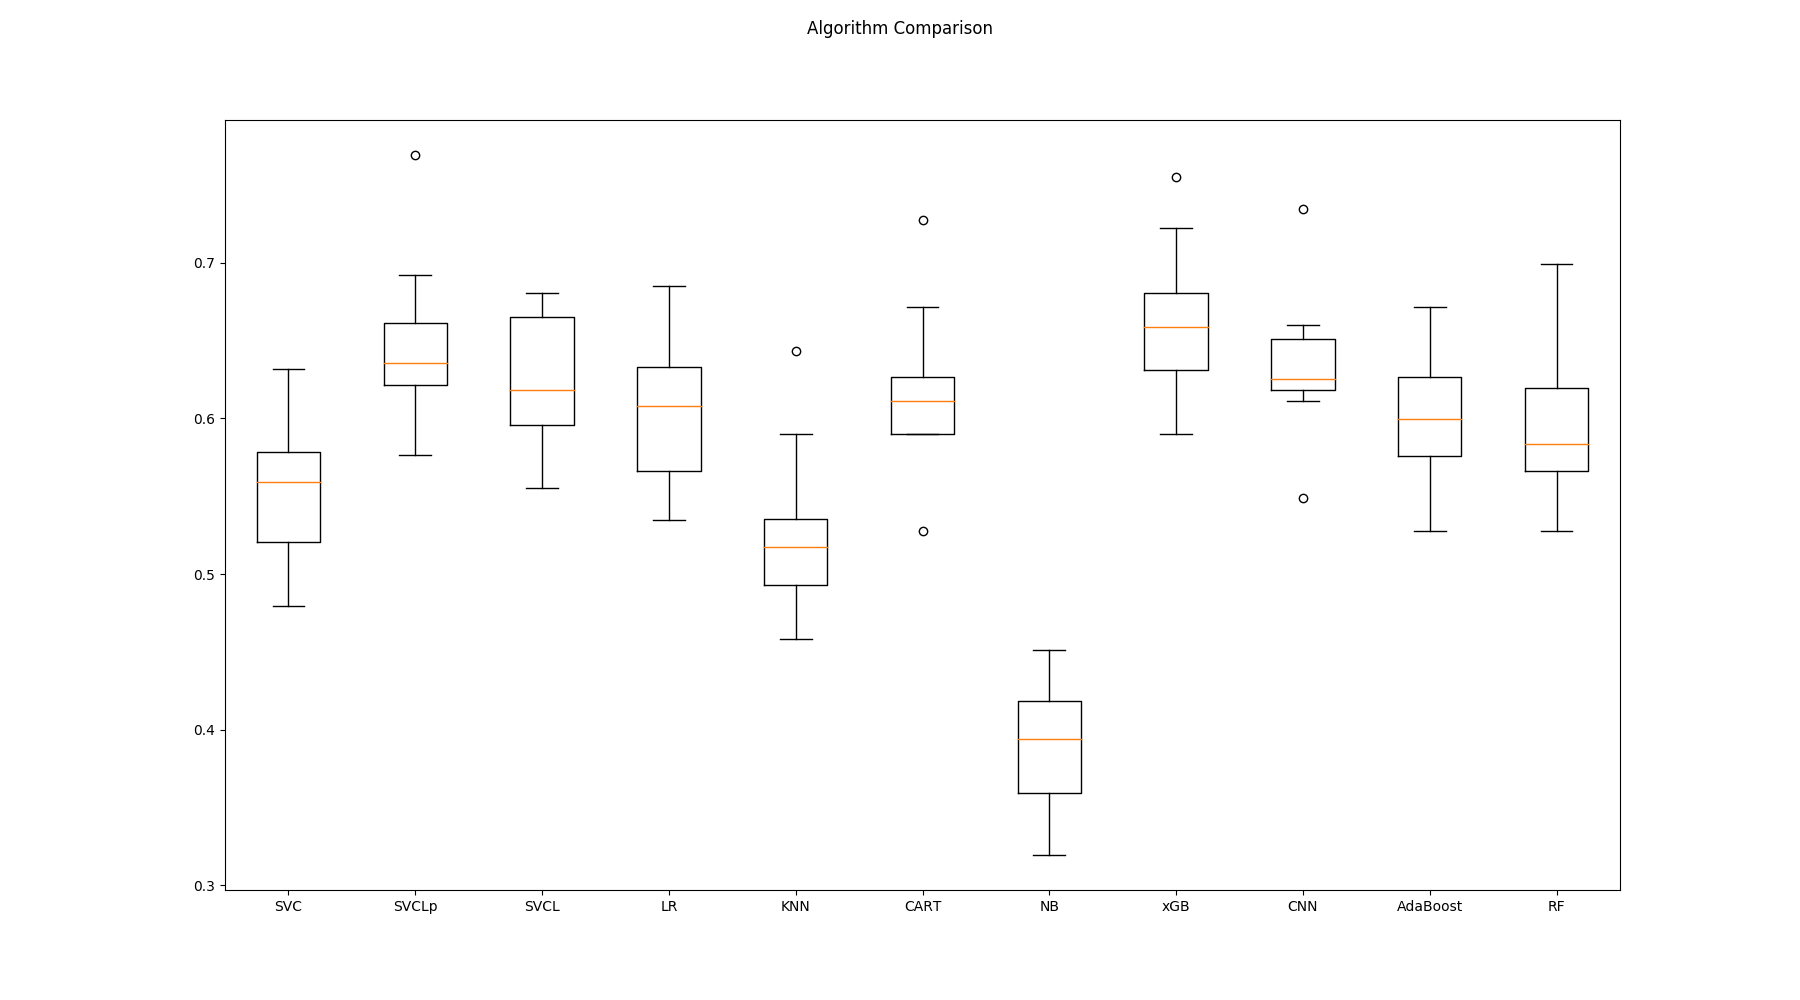 Algorithm Comparison
0.7
0.6
0.5
0.4
0.3
SVC SVCLp SVCL LR KNN CART NB xGB CNN AdaBoost RF